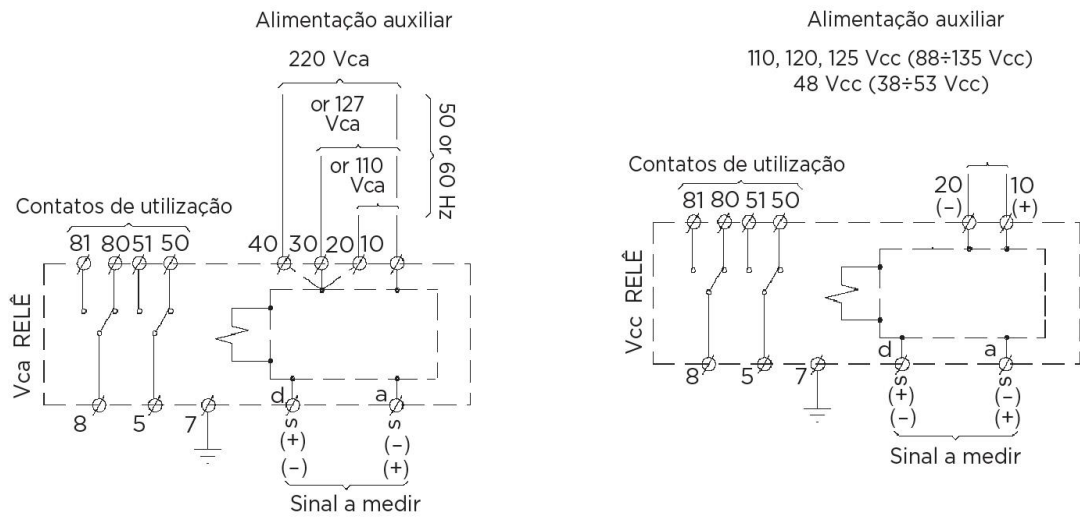 Alimentação auxiliar
220 Vca
or 127
Vca
or 110
Vca
50 or 60 Hz
Contatos de utilização
81 80 51 50
40 30 20 10
Vca RELÊ
8 5 7
d a
s s
(+) (−)
(−) (+)
Sinal a medir
Alimentação auxiliar
110, 120, 125 Vcc (88÷135 Vcc)
48 Vcc (38÷53 Vcc)
Contatos de utilização
81 80 51 50
20 10
(−) (+)
Vcc RELÊ
8 5 7
d a
s s
(+) (−)
(−) (+)
Sinal a medir